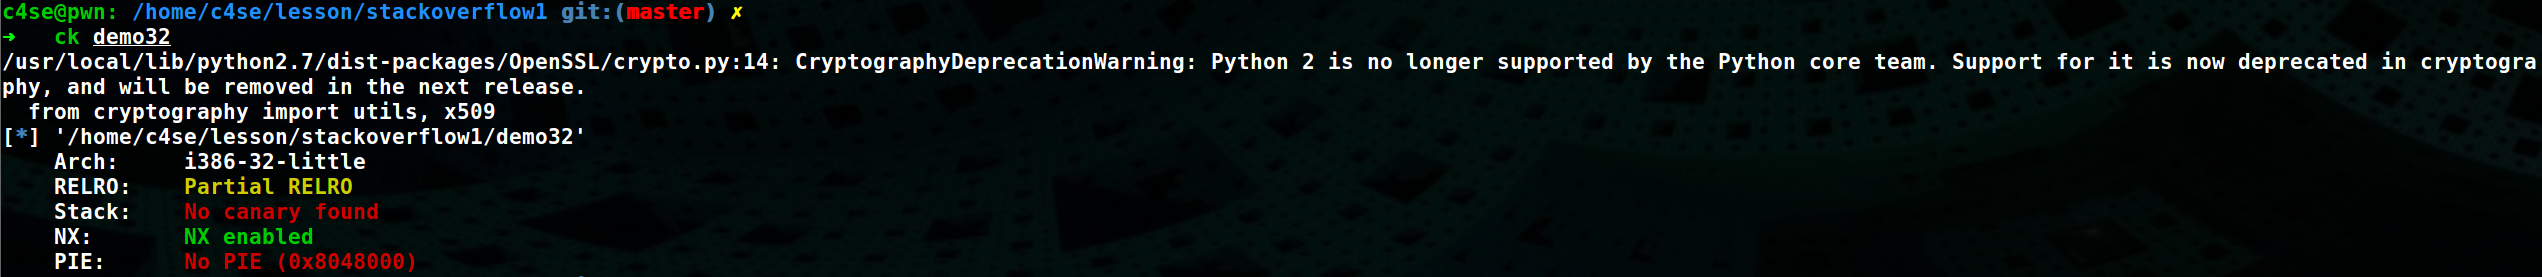 c4se@pwn: /home/c4se/lesson/stackoverflow1 git:(master) ✗
➜ ck demo32
/usr/local/lib/python2.7/dist-packages/OpenSSL/crypto.py:14: CryptographyDeprecationWarning: Python 2 is no longer supported by the Python core team. Support for it is now deprecated in cryptogra
phy, and will be removed in the next release.
  from cryptography import utils, x509
[*] '/home/c4se/lesson/stackoverflow1/demo32'
    Arch:     i386-32-little
    RELRO:    Partial RELRO
    Stack:    No canary found
    NX:       NX enabled
    PIE:      No PIE (0x8048000)